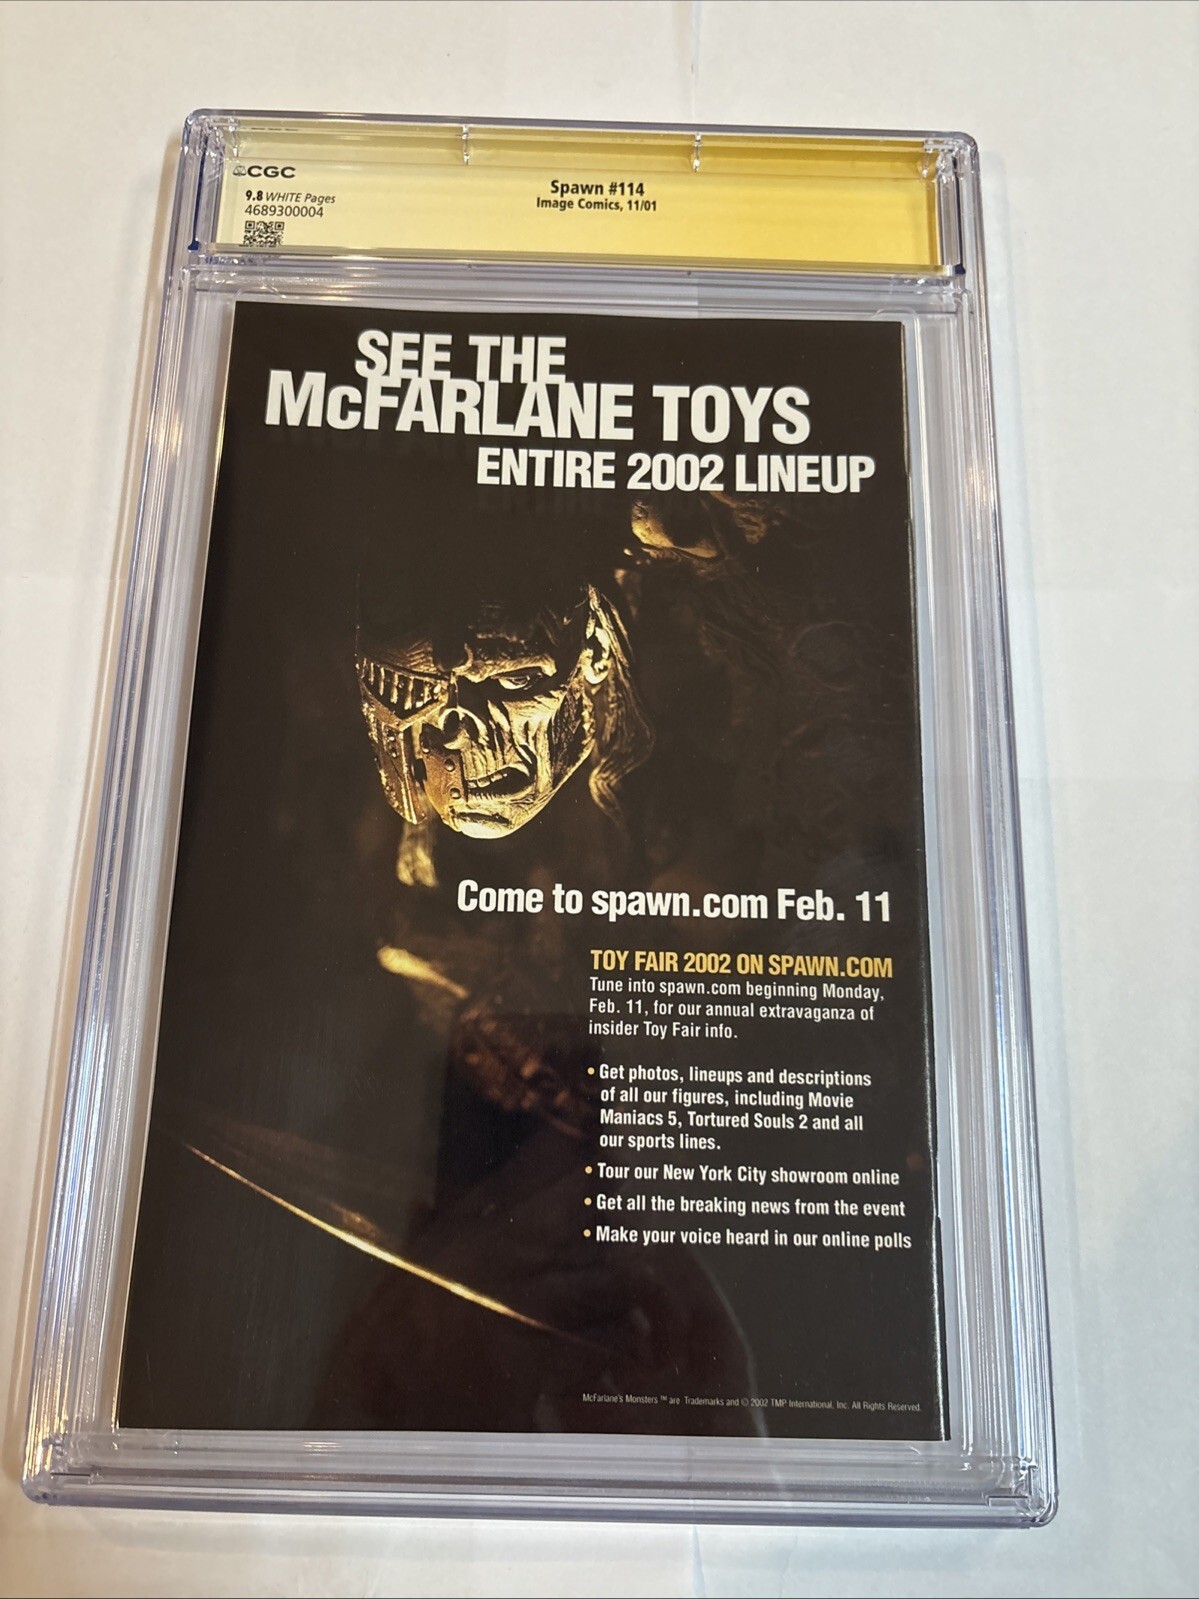 CGC
9.8 WHITE Pages
4689300004
Spawn #114
Image Comics, 11/01
SEE THE
McFARLANE TOYS
ENTIRE 2002 LINEUP
Come to spawn.com Feb. 11
TOY FAIR 2002 ON SPAWN.COM
Tune into spawn.com beginning Monday,
Feb. 11, for our annual extravaganza of
insider Toy Fair info.
• Get photos, lineups and descriptions
of all our figures, including Movie
Maniacs 5, Tortured Souls 2 and all
our sports lines.
• Tour our New York City showroom online
• Get all the breaking news from the event
• Make your voice heard in our online polls
McFarlane's Monsters ™ are Trademarks and © 2002 TMP International, Inc. All Rights Reserved.